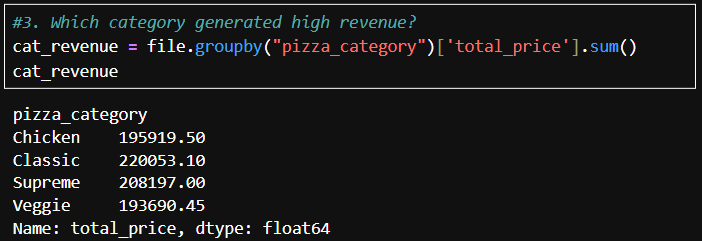 #3. Which category generated high revenue?
cat_revenue = file.groupby("pizza_category")['total_price'].sum()
cat_revenue
pizza_category
Chicken    195919.50
Classic    220053.10
Supreme    208197.00
Veggie     193690.45
Name: total_price, dtype: float64